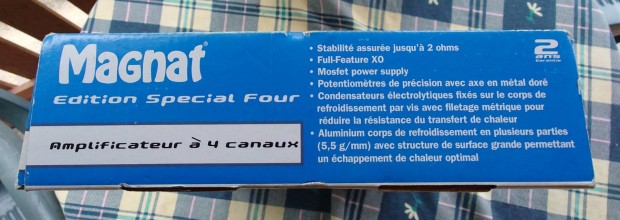 Magnat®
Edition Special Four
Amplificateur à 4 canaux
• Stabilité assurée jusqu'à 2 ohms
• Full-Feature XO
• Mosfet power supply
• Potentiomètres de précision avec axe en métal doré
• Condensateurs électrolytiques fixés sur le corps de
refroidissement par vis avec filetage métrique pour
réduire la résistance du transfert de chaleur
• Aluminium corps de refroidissement en plusieurs parties
(5,5 g/mm) avec structure de surface grande permettant
un échappement de chaleur optimal
2
ans
Garantie